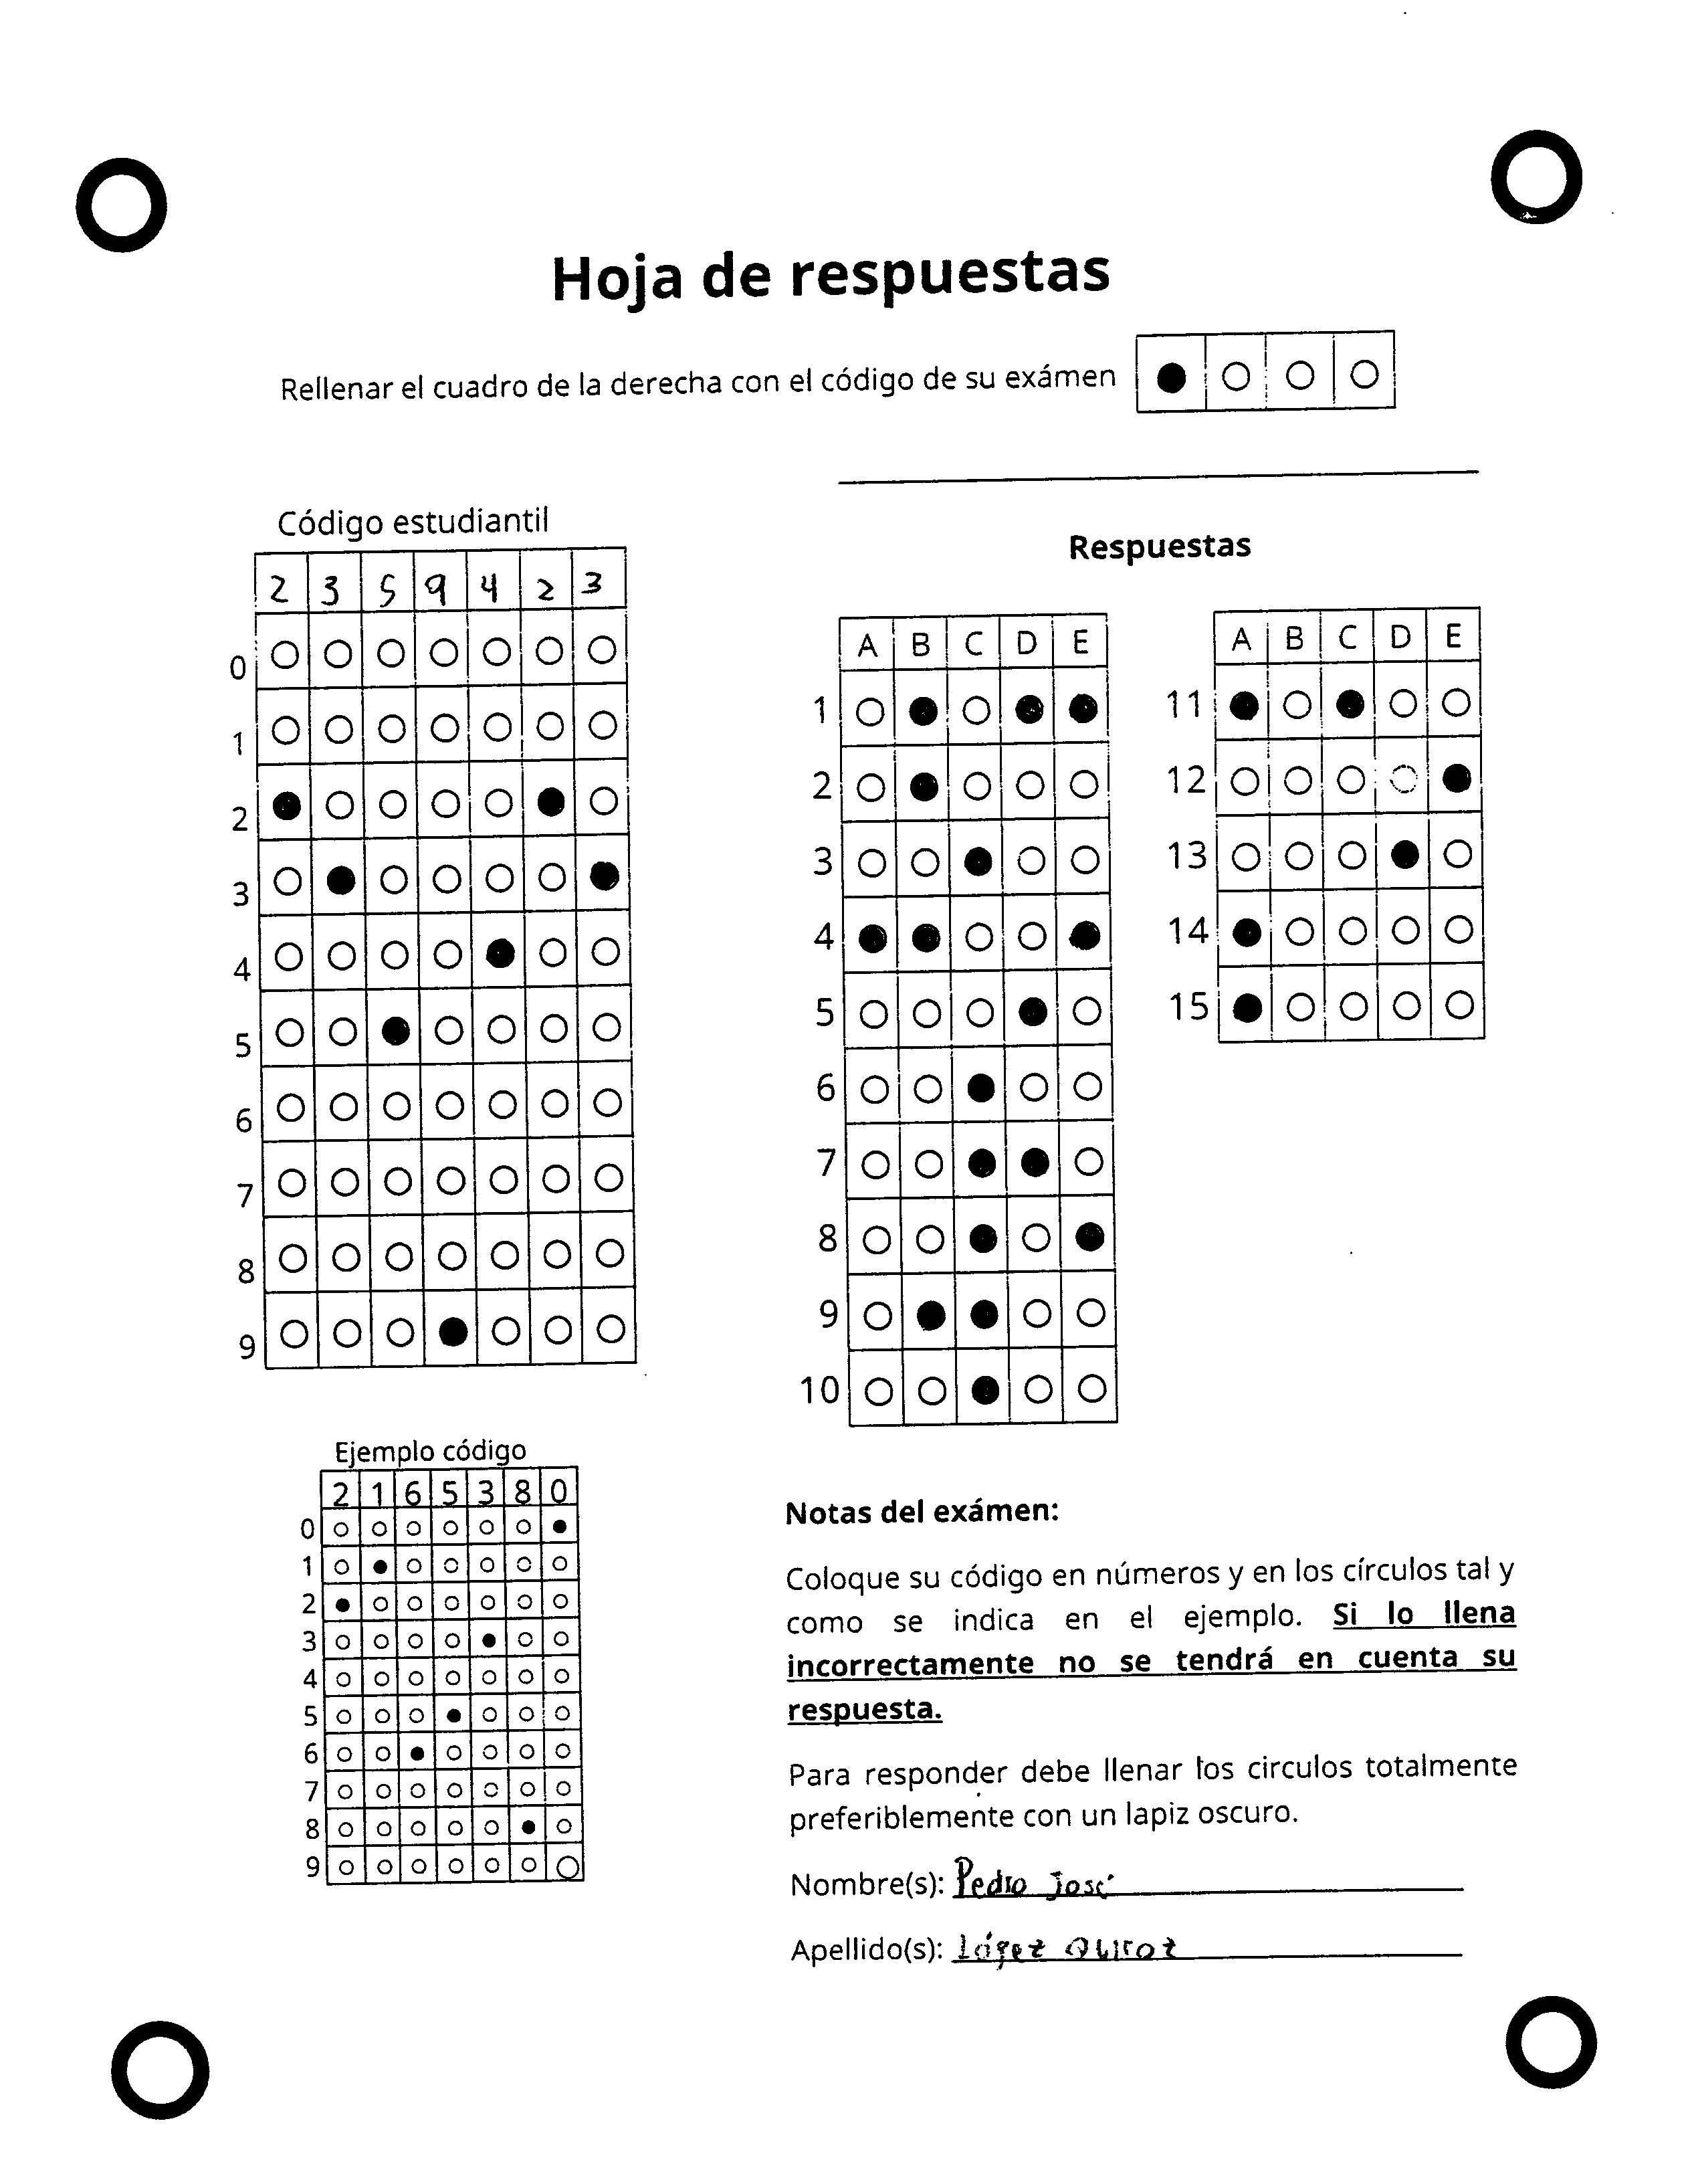 Hoja de respuestas
Rellenar el cuadro de la derecha con el código de su exámen
Código estudiantil
2 3 5 9 4 2 3
0
1
2
3
4
5
6
7
8
9
Respuestas
A B C D E
1
2
3
4
5
6
7
8
9
10
A B C D E
11
12
13
14
15
Ejemplo código
2 1 6 5 3 8 0
0
1
2
3
4
5
6
7
8
9
Notas del exámen:
Coloque su código en números y en los círculos tal y
como se indica en el ejemplo. Si lo llena
incorrectamente no se tendrá en cuenta su
respuesta.
Para responder debe llenar los circulos totalmente
preferiblemente con un lapiz oscuro.
Nombre(s): Pedro José
Apellido(s): López